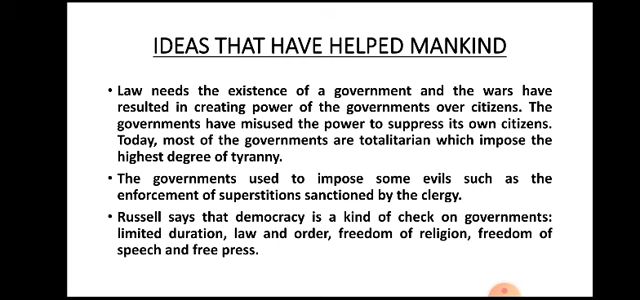 IDEAS THAT HAVE HELPED MANKIND
• Law needs the existence of a government and the wars have
resulted in creating power of the governments over citizens. The
governments have misused the power to suppress its own citizens.
Today, most of the governments are totalitarian which impose the
highest degree of tyranny.
• The governments used to impose some evils such as the
enforcement of superstitions sanctioned by the clergy.
• Russell says that democracy is a kind of check on governments:
limited duration, law and order, freedom of religion, freedom of
speech and free press.